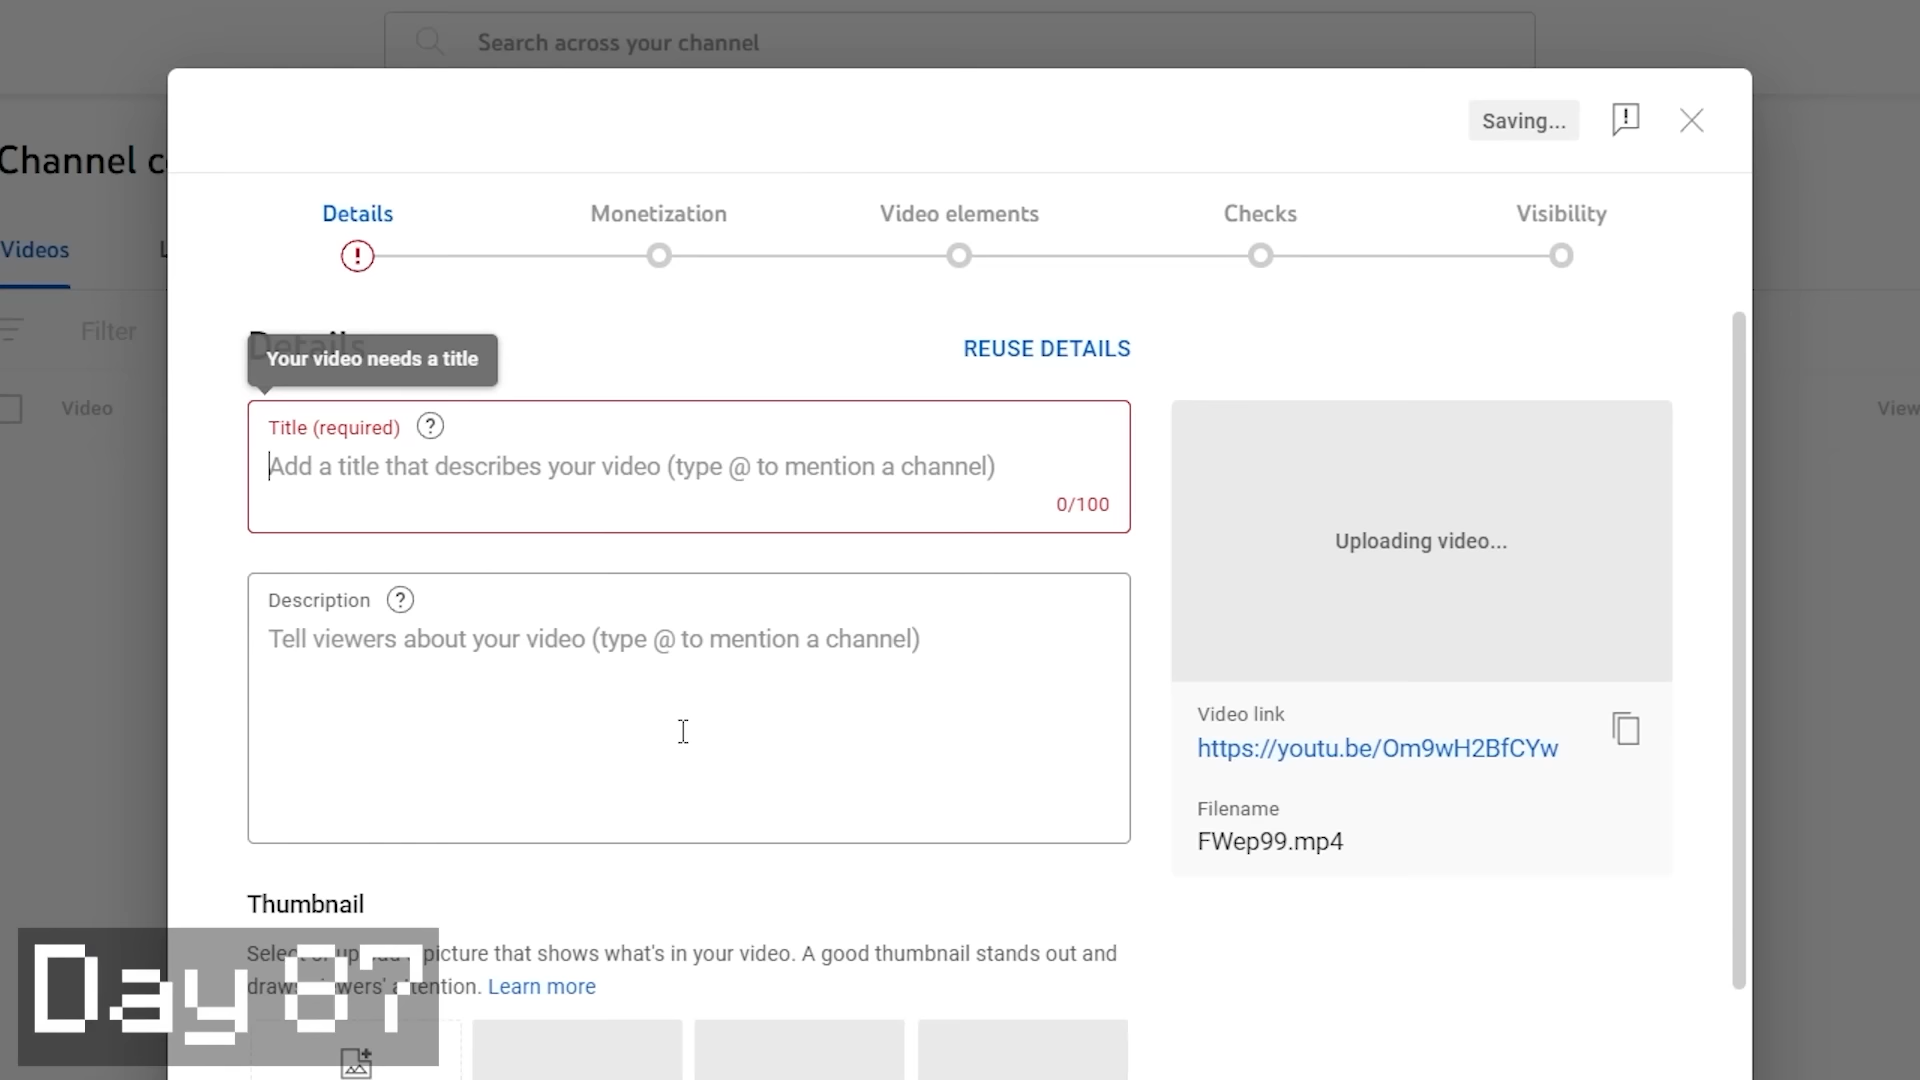 Search across your channel
Saving...
Channel c
Details
Monetization
Video elements
Checks
Visibility
Videos
L
Filter
Details
REUSE DETAILS
Your video needs a title
Video
View
Title (required)
Add a title that describes your video (type @ to mention a channel)
0/100
Uploading video...
Description
Tell viewers about your video (type @ to mention a channel)
Video link
https://youtu.be/Om9wH2BfCYw
Filename
FWep99.mp4
Thumbnail
Select or upload a picture that shows what's in your video. A good thumbnail stands out and
draws viewers' attention. Learn more
Day 87